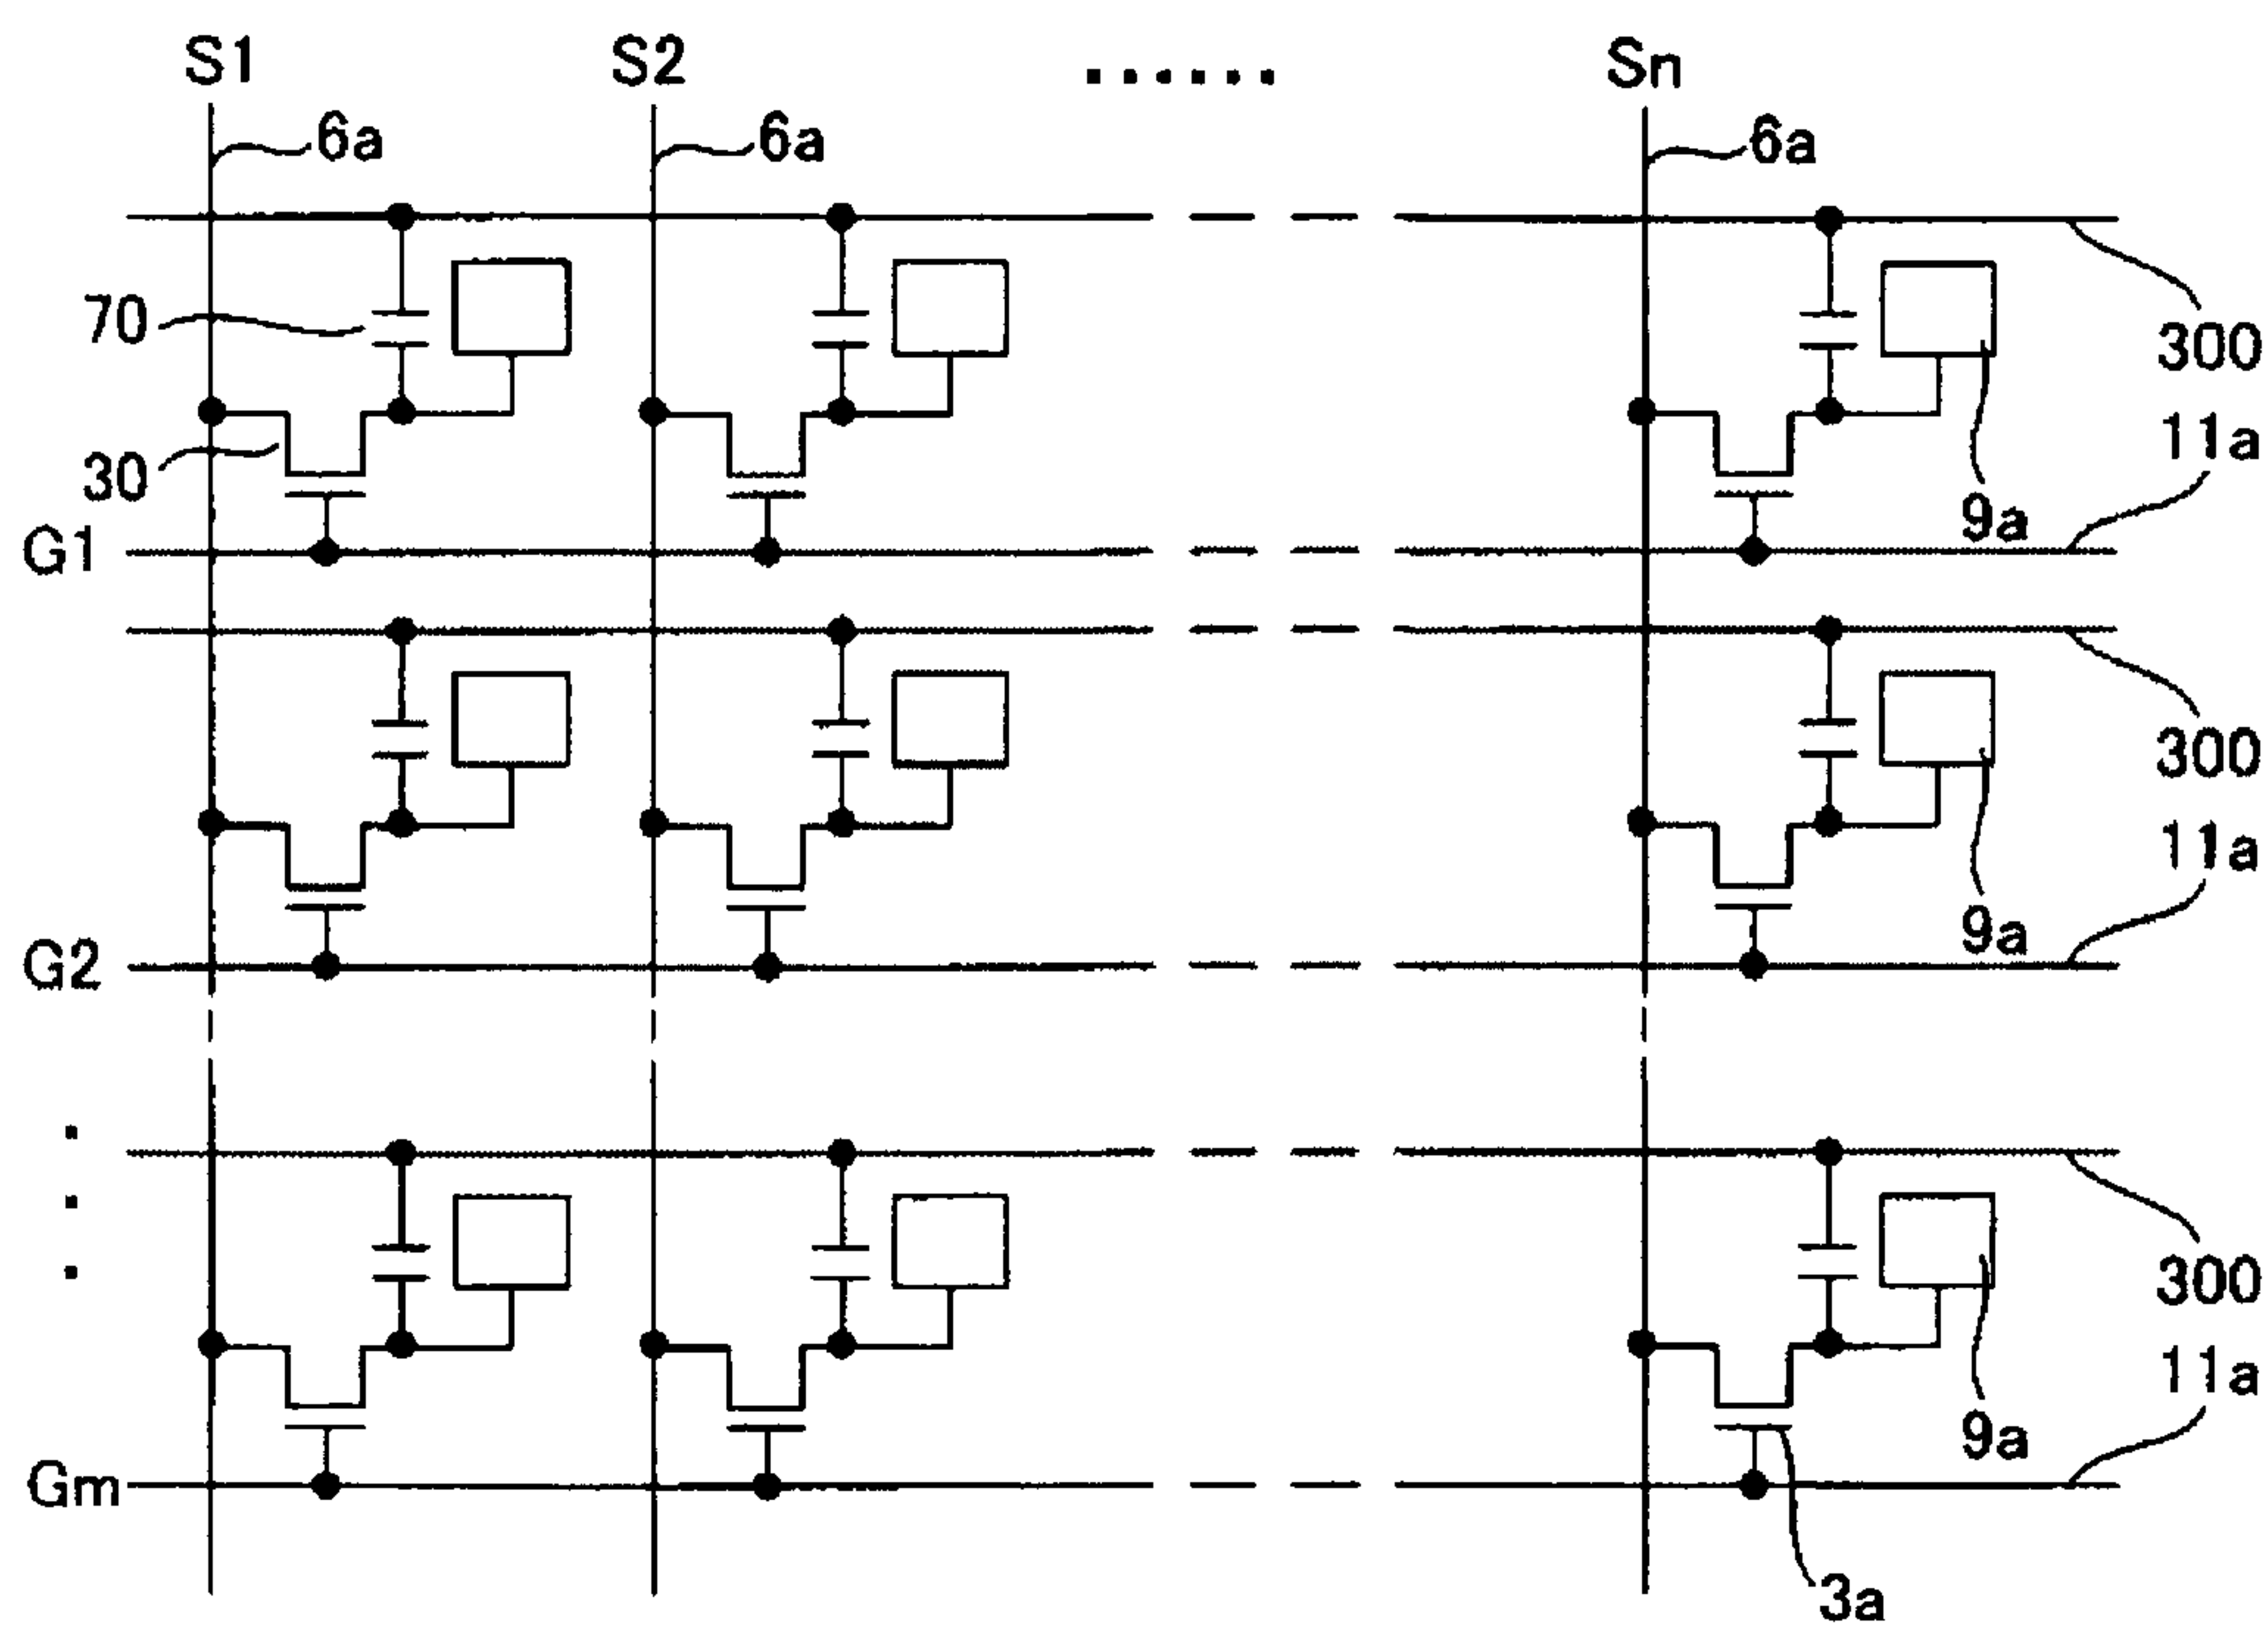 S1 S2 ...... Sn
6a 6a 6a
70
300
11a
30
9a
G1
300
11a
9a
G2
300
11a
9a
Gm
3a